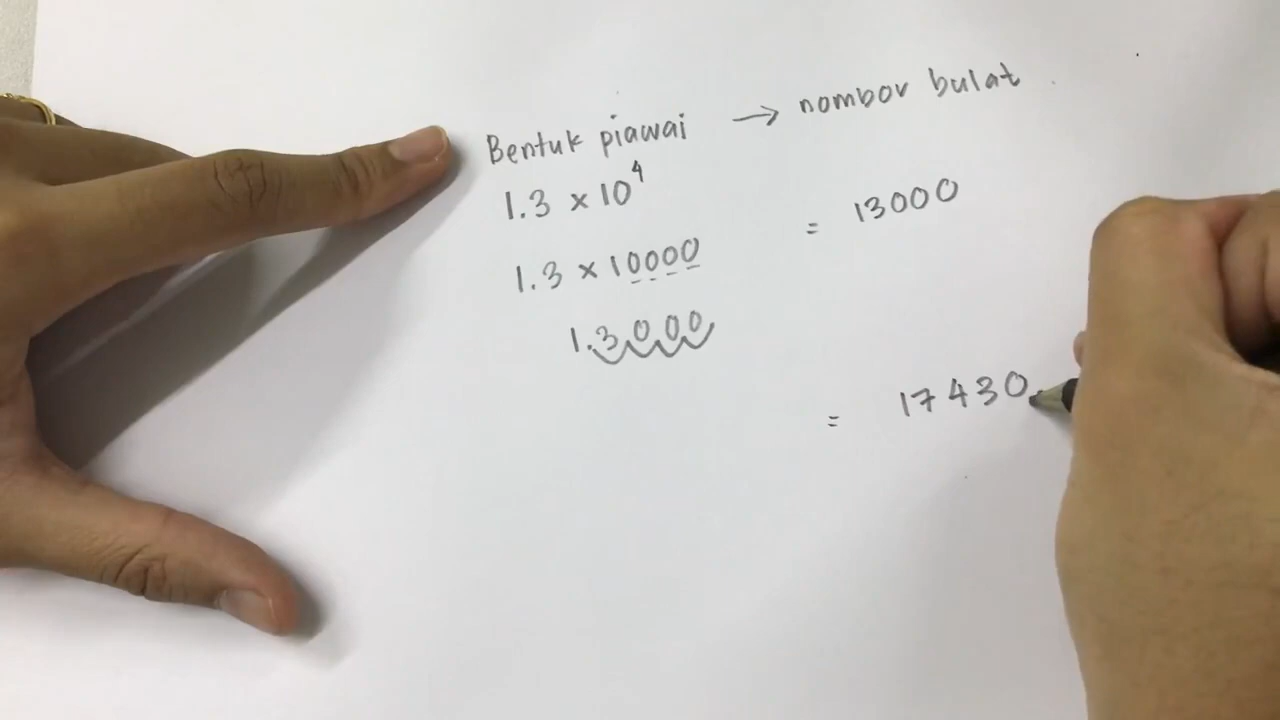 Bentuk piawai → nombor bulat
1.3 × 10⁴ = 13000
1.3 × 10000
1.3000
= 17430